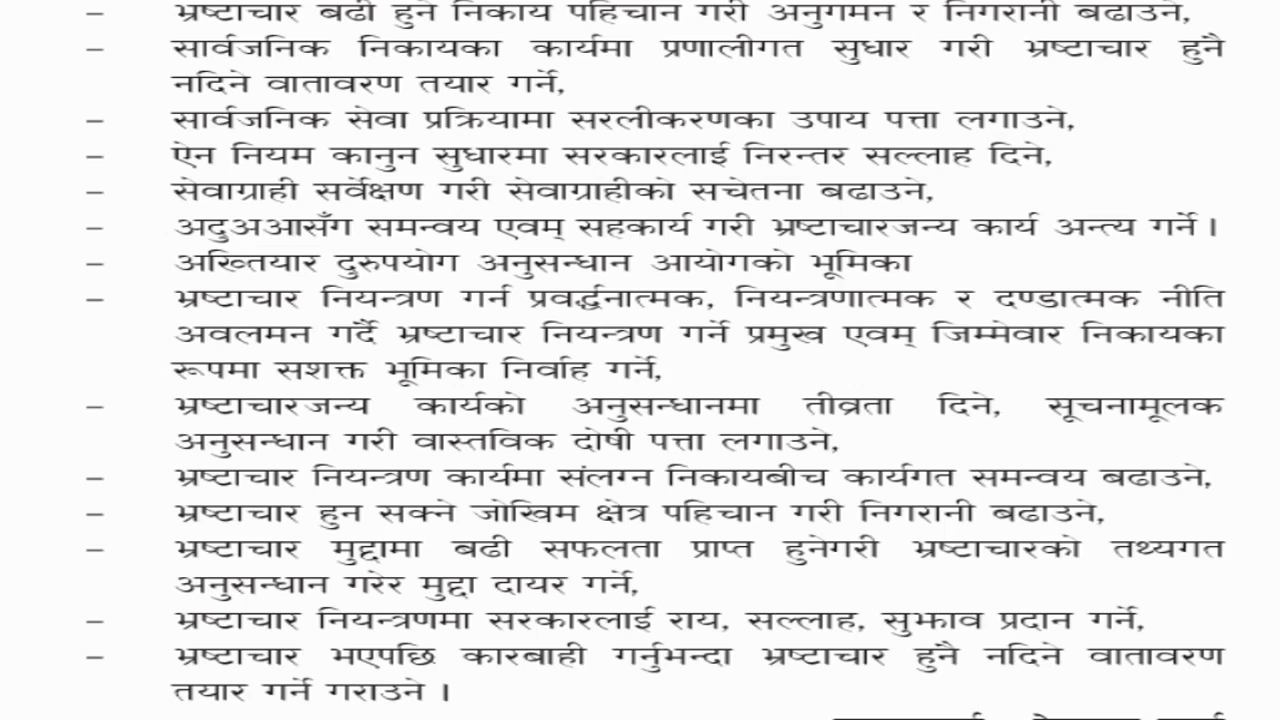 – भ्रष्टाचार बढी हुने निकाय पहिचान गरी अनुगमन र निगरानी बढाउने,
– सार्वजनिक निकायका कार्यमा प्रणालीगत सुधार गरी भ्रष्टाचार हुनै
नदिने वातावरण तयार गर्ने,
– सार्वजनिक सेवा प्रक्रियामा सरलीकरणका उपाय पत्ता लगाउने,
– ऐन नियम कानुन सुधारमा सरकारलाई निरन्तर सल्लाह दिने,
– सेवाग्राही सर्वेक्षण गरी सेवाग्राहीको सचेतना बढाउने,
– अदुअआसँग समन्वय एवम् सहकार्य गरी भ्रष्टाचारजन्य कार्य अन्त्य गर्ने ।
– अख्तियार दुरुपयोग अनुसन्धान आयोगको भूमिका
– भ्रष्टाचार नियन्त्रण गर्न प्रवर्द्धनात्मक, नियन्त्रणात्मक र दण्डात्मक नीति
अवलमन गर्दै भ्रष्टाचार नियन्त्रण गर्ने प्रमुख एवम् जिम्मेवार निकायका
रूपमा सशक्त भूमिका निर्वाह गर्ने,
– भ्रष्टाचारजन्य कार्यको अनुसन्धानमा तीव्रता दिने, सूचनामूलक
अनुसन्धान गरी वास्तविक दोषी पत्ता लगाउने,
– भ्रष्टाचार नियन्त्रण कार्यमा संलग्न निकायबीच कार्यगत समन्वय बढाउने,
– भ्रष्टाचार हुन सक्ने जोखिम क्षेत्र पहिचान गरी निगरानी बढाउने,
– भ्रष्टाचार मुद्दामा बढी सफलता प्राप्त हुनेगरी भ्रष्टाचारको तथ्यगत
अनुसन्धान गरेर मुद्दा दायर गर्ने,
– भ्रष्टाचार नियन्त्रणमा सरकारलाई राय, सल्लाह, सुझाव प्रदान गर्ने,
– भ्रष्टाचार भएपछि कारबाही गर्नुभन्दा भ्रष्टाचार हुनै नदिने वातावरण
तयार गर्ने गराउने ।